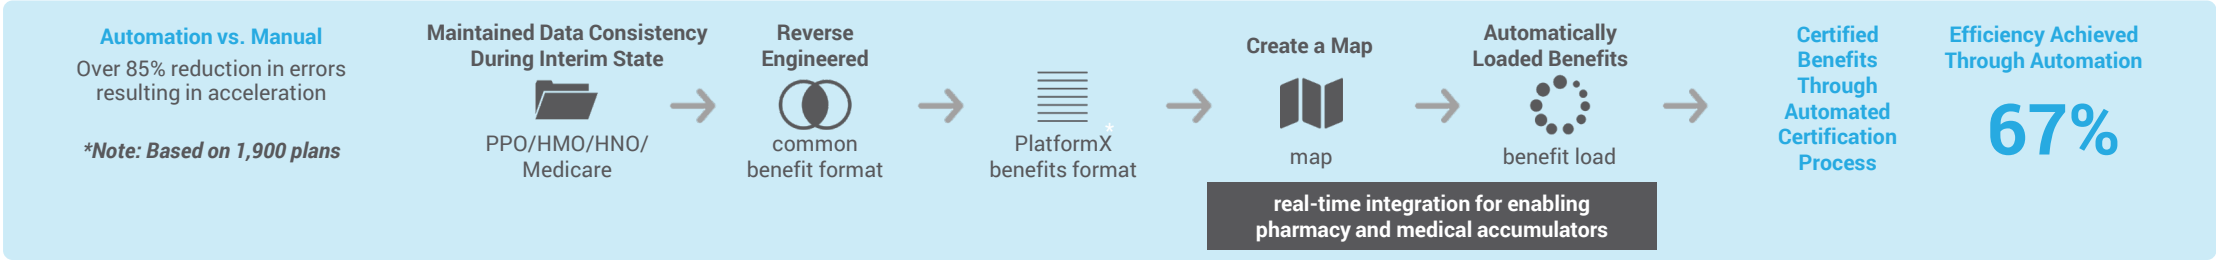 Automation vs. Manual
Over 85% reduction in errors
resulting in acceleration
*Note: Based on 1,900 plans
Maintained Data Consistency
During Interim State
PPO/HMO/HNO/
Medicare
Reverse
Engineered
common
benefit format
*
PlatformX
benefits format
Create a Map
map
Automatically
Loaded Benefits
benefit load
real-time integration for enabling
pharmacy and medical accumulators
Certified
Benefits
Through
Automated
Certification
Process
Efficiency Achieved
Through Automation
67%